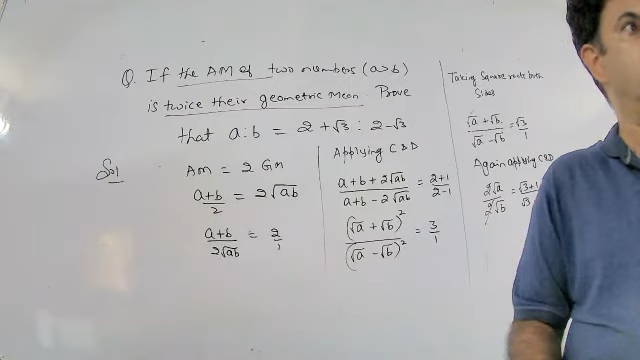 Q. If the AM of two numbers (a>b)
is twice their geometric Mean. Prove
that a:b = 2+√3 : 2-√3
Sol
AM = 2 GM
a+b/2 = 2√ab
a+b/2√ab = 2/1
Applying C&D
a+b+2√ab/a+b-2√ab = 2+1/2-1
(√a+√b)²/(√a-√b)² = 3/1
Taking Square roots both
Sides
√a+√b/√a-√b = √3/1
Again applying C&D
2√a/2√b = √3+1/√3